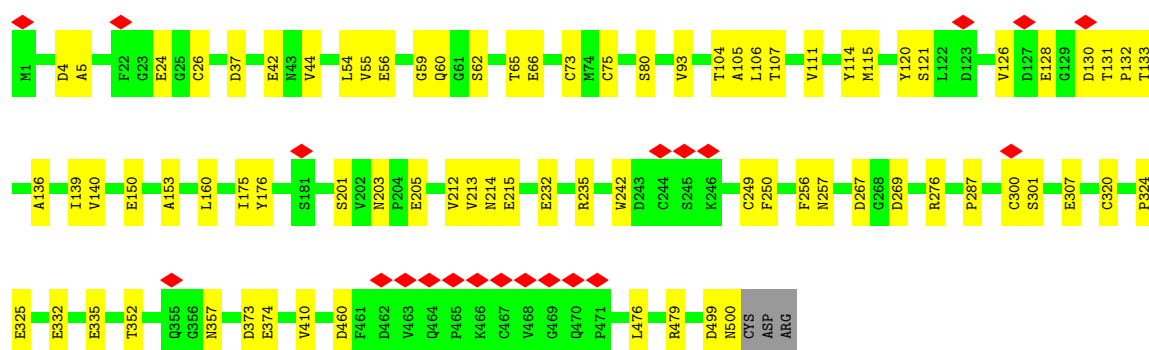 M1 D4 A5 F22 G23 E24 G25 C26 D37 E42 N43 V44 L54 V55 E56 G59 Q60 G61 S62 T65 E66 C73 M74 C75 S80 V93 T104 A105 L106 T107 V111 Y114 M115 Y120 S121 L122 D123 V126 D127 E128 G129 D130 T131 P132 T133
A136 I139 V140 E150 A153 L160 I175 Y176 S181 S201 V202 N203 P204 E205 V212 V213 N214 E215 E232 R235 W242 D243 C244 S245 K246 C249 F250 F256 N257 D267 G268 D269 R276 P287 C300 S301 E307 C320 P324
E325 E332 E335 T352 Q355 G356 N357 D373 E374 V410 D460 F461 D462 V463 Q464 P465 K466 C467 V468 G469 Q470 P471 L476 R479 D499 N500 CYS ASP ARG